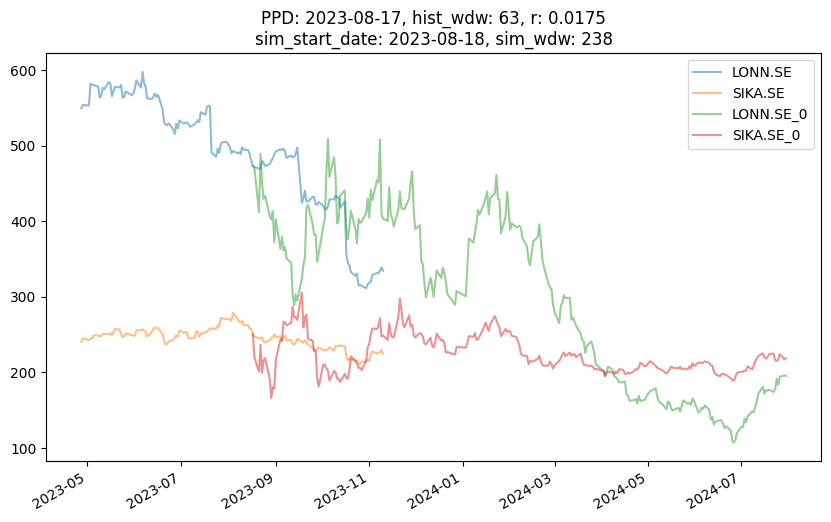 PPD: 2023-08-17, hist_wdw: 63, r: 0.0175
sim_start_date: 2023-08-18, sim_wdw: 238
LONN.SE
SIKA.SE
LONN.SE_0
SIKA.SE_0
600
500
400
300
200
100
2023-05
2023-07
2023-09
2023-11
2024-01
2024-03
2024-05
2024-07